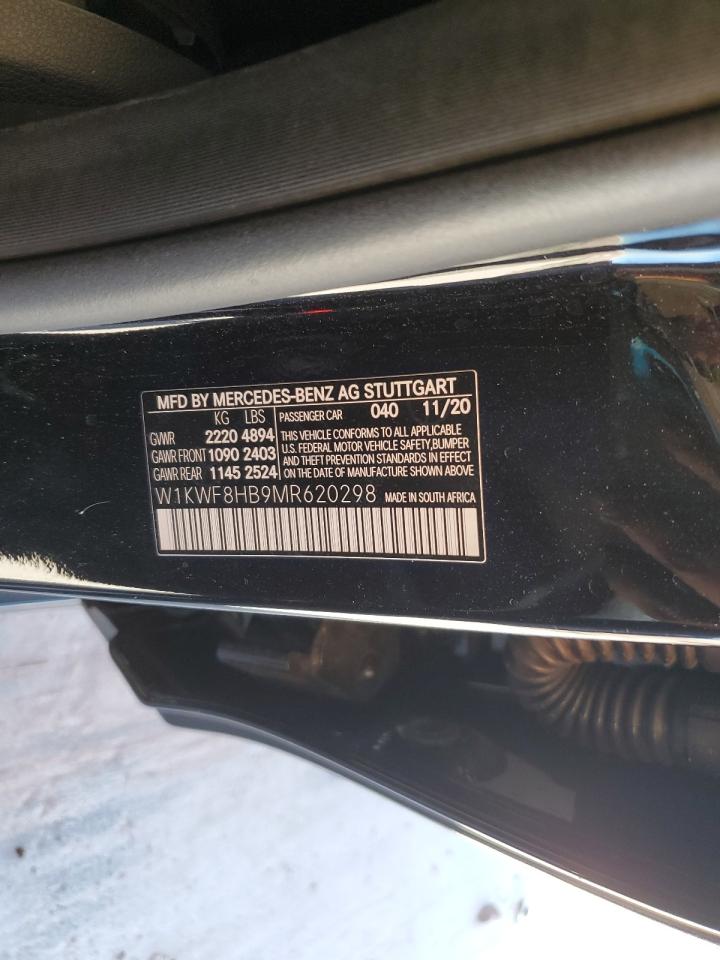 MFD BY MERCEDES-BENZ AG STUTTGART
KG LBS
GVWR 2220 4894
GAWR FRONT 1090 2403
GAWR REAR 1145 2524
PASSENGER CAR 040 11/20
THIS VEHICLE CONFORMS TO ALL APPLICABLE
U.S. FEDERAL MOTOR VEHICLE SAFETY,BUMPER
AND THEFT PREVENTION STANDARDS IN EFFECT
ON THE DATE OF MANUFACTURE SHOWN ABOVE
W1KWF8HB9MR620298 MADE IN SOUTH AFRICA